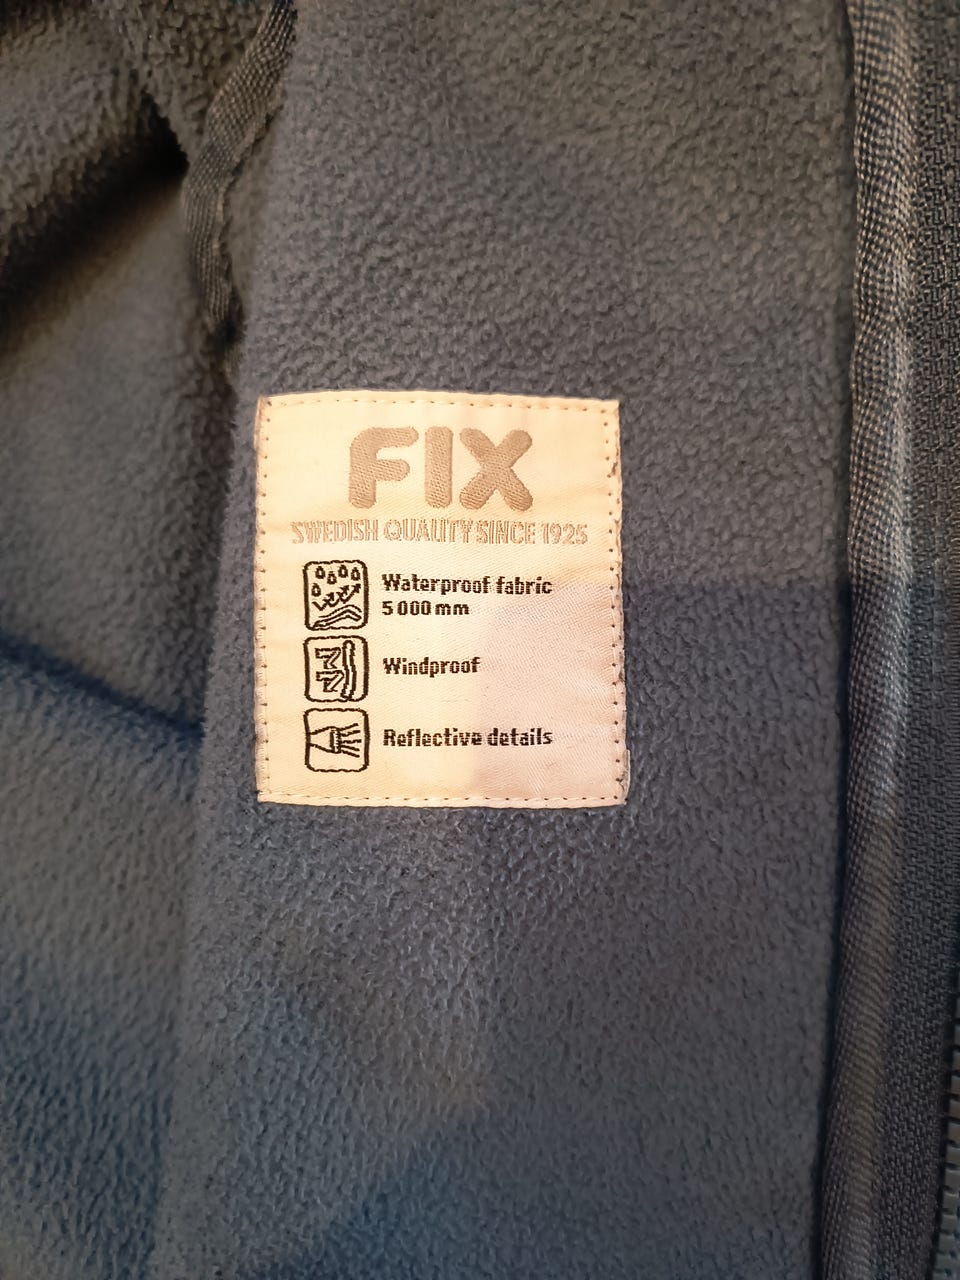 FIX
SWEDISH QUALITY SINCE 1925
Waterproof fabric
5 000 mm
Windproof
Reflective details